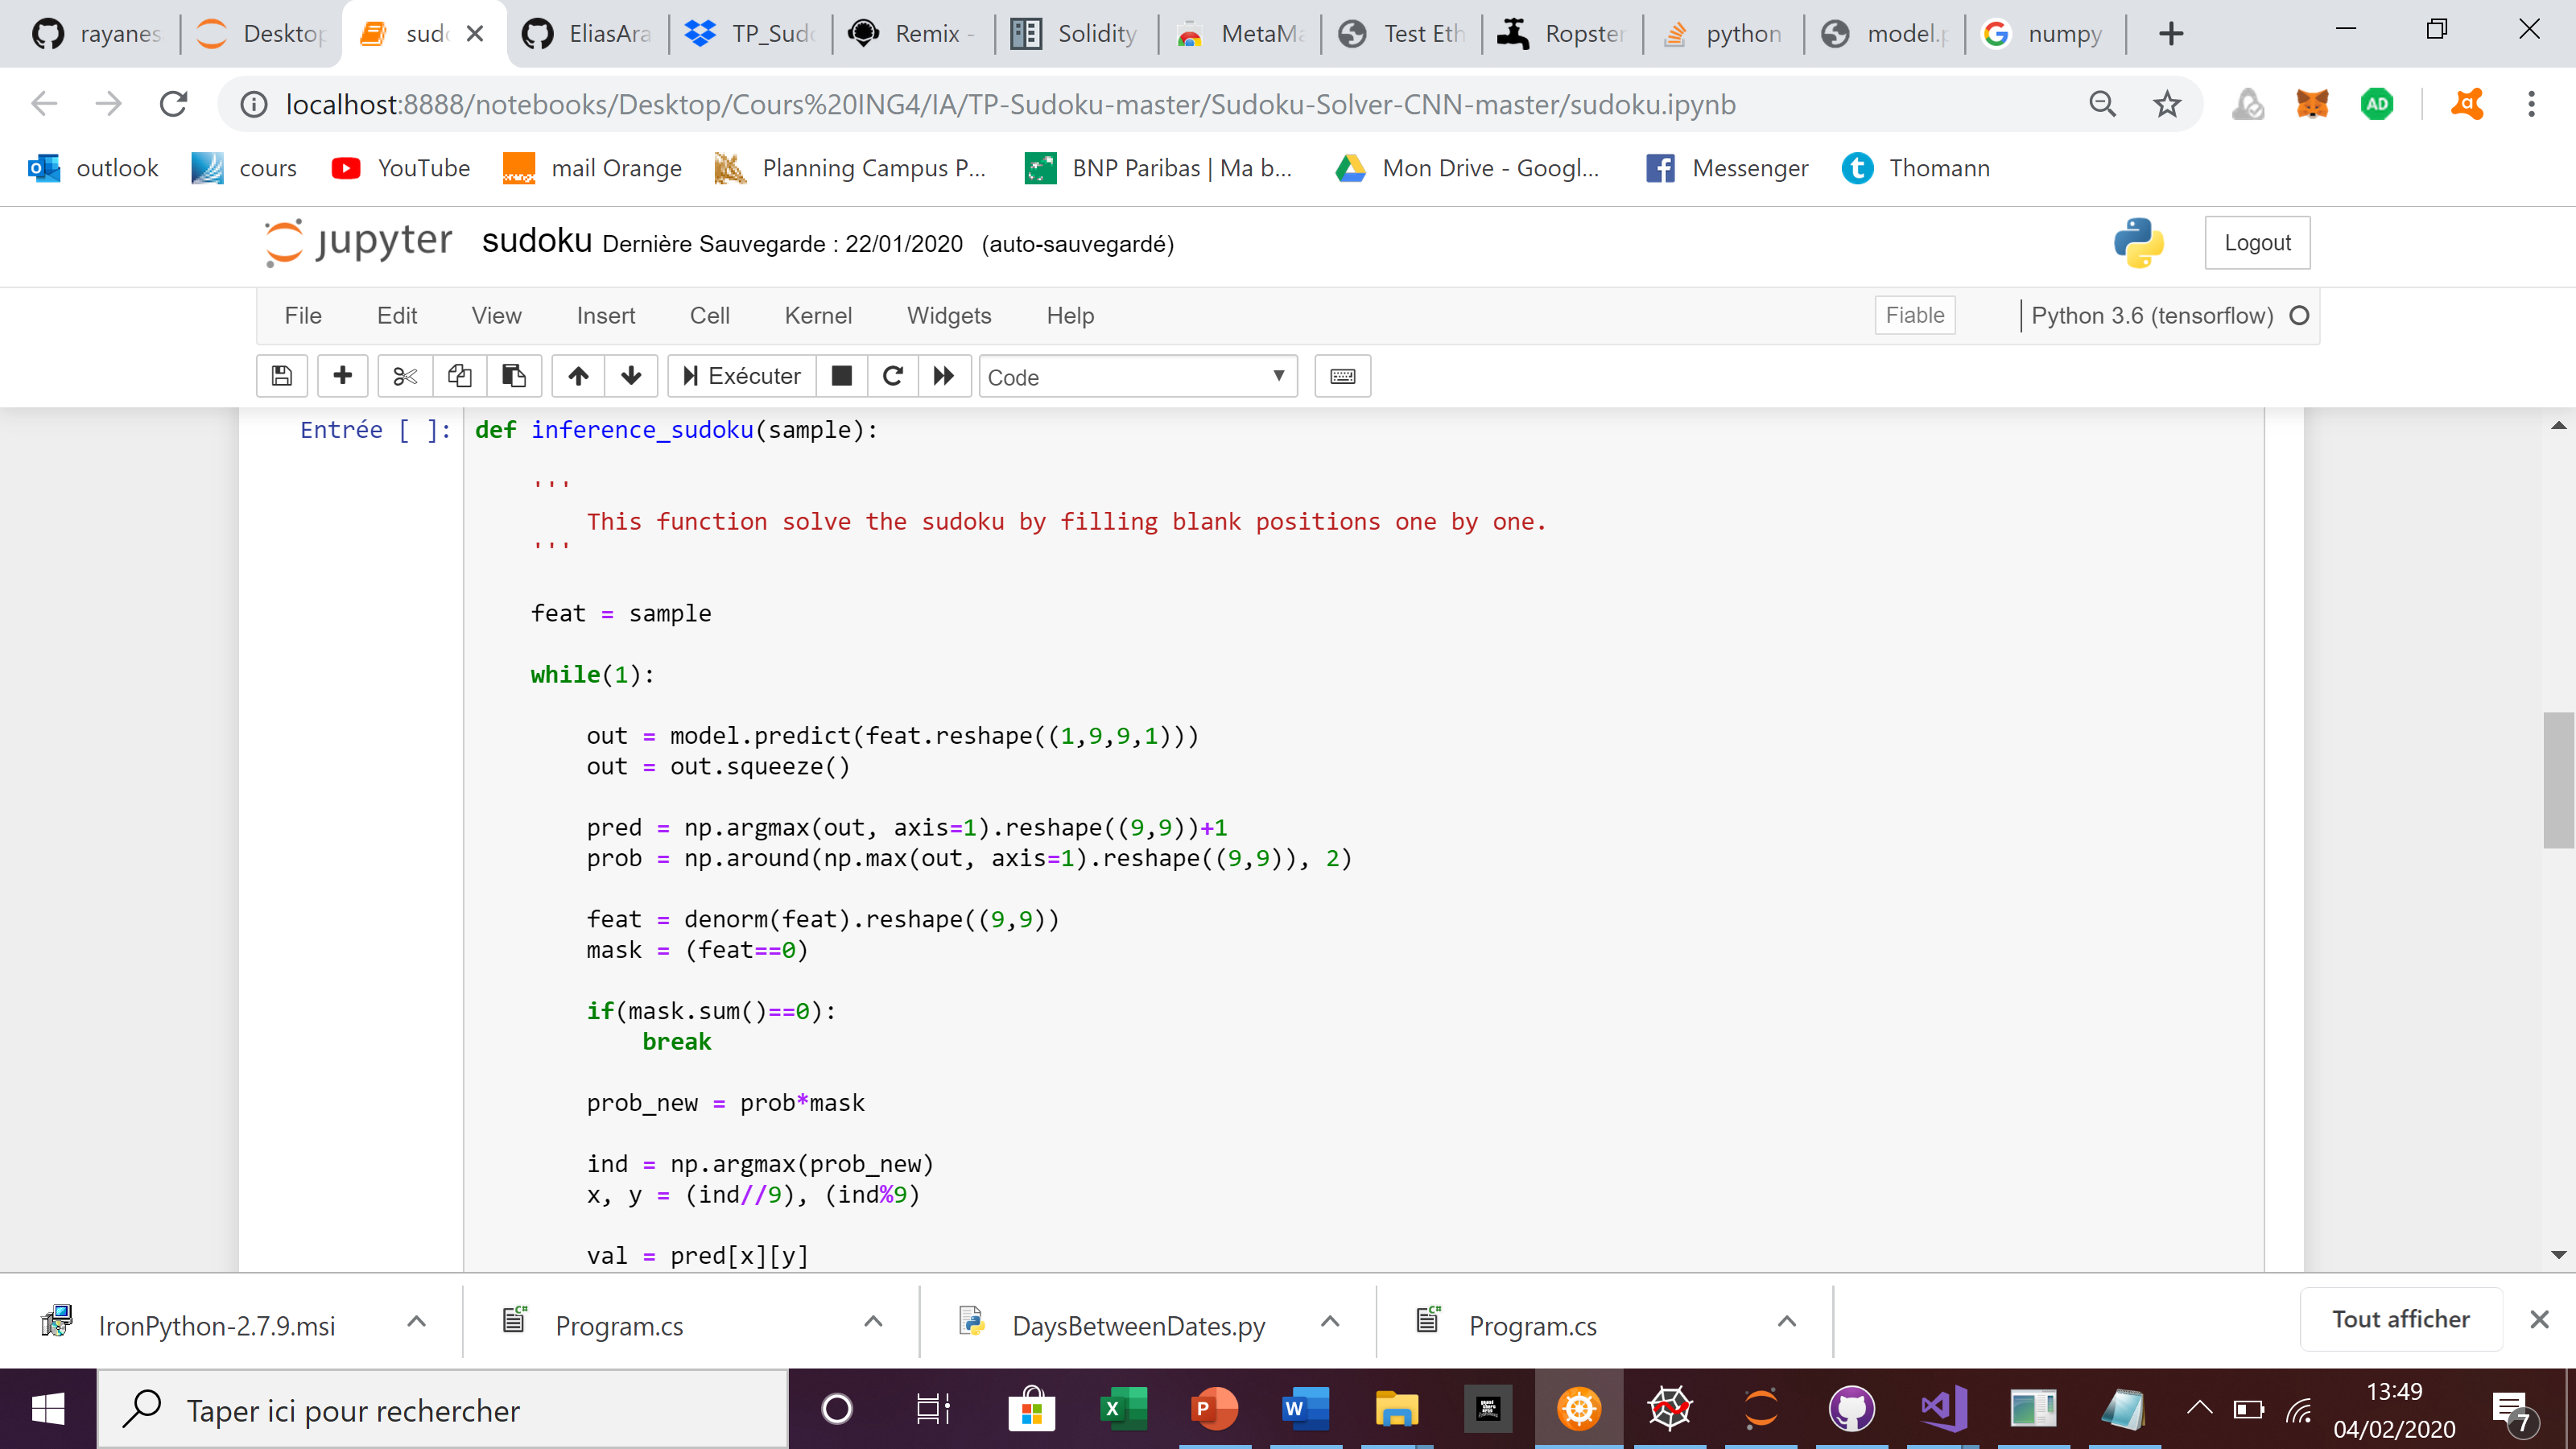 rayanes
Desktop
sudo
EliasAra
TP_Sudo
Remix -
Solidity
MetaMa
Test Eth
Ropster
python
model.p
numpy
localhost:8888/notebooks/Desktop/Cours%20ING4/IA/TP-Sudoku-master/Sudoku-Solver-CNN-master/sudoku.ipynb
AD
outlook
cours
YouTube
mail Orange
Planning Campus P...
BNP Paribas | Ma b...
Mon Drive - Googl...
Messenger
Thomann
jupyter sudoku Dernière Sauvegarde : 22/01/2020 (auto-sauvegardé)
Logout
File Edit View Insert Cell Kernel Widgets Help
Fiable
Python 3.6 (tensorflow)
Exécuter
Code
Entrée [ ]: def inference_sudoku(sample):
'''
This function solve the sudoku by filling blank positions one by one.
'''
feat = sample
while(1):
out = model.predict(feat.reshape((1,9,9,1)))
out = out.squeeze()
pred = np.argmax(out, axis=1).reshape((9,9))+1
prob = np.around(np.max(out, axis=1).reshape((9,9)), 2)
feat = denorm(feat).reshape((9,9))
mask = (feat==0)
if(mask.sum()==0):
break
prob_new = prob*mask
ind = np.argmax(prob_new)
x, y = (ind//9), (ind%9)
val = pred[x][y]
IronPython-2.7.9.msi
Program.cs
DaysBetweenDates.py
Program.cs
Tout afficher
Taper ici pour rechercher
13:49
04/02/2020
7